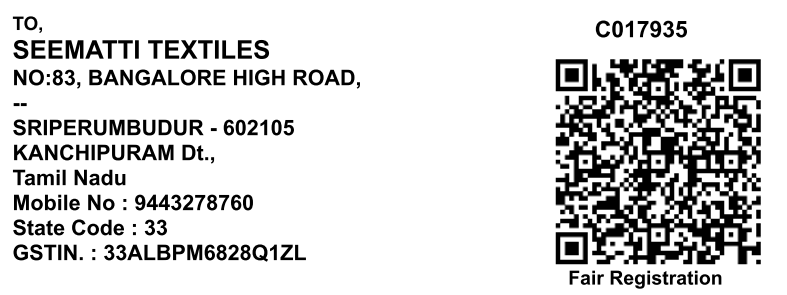 TO,
SEEMATTI TEXTILES
NO:83, BANGALORE HIGH ROAD,
--
SRIPERUMBUDUR - 602105
KANCHIPURAM Dt.,
Tamil Nadu
Mobile No : 9443278760
State Code : 33
GSTIN. : 33ALBPM6828Q1ZL
C017935
Fair Registration